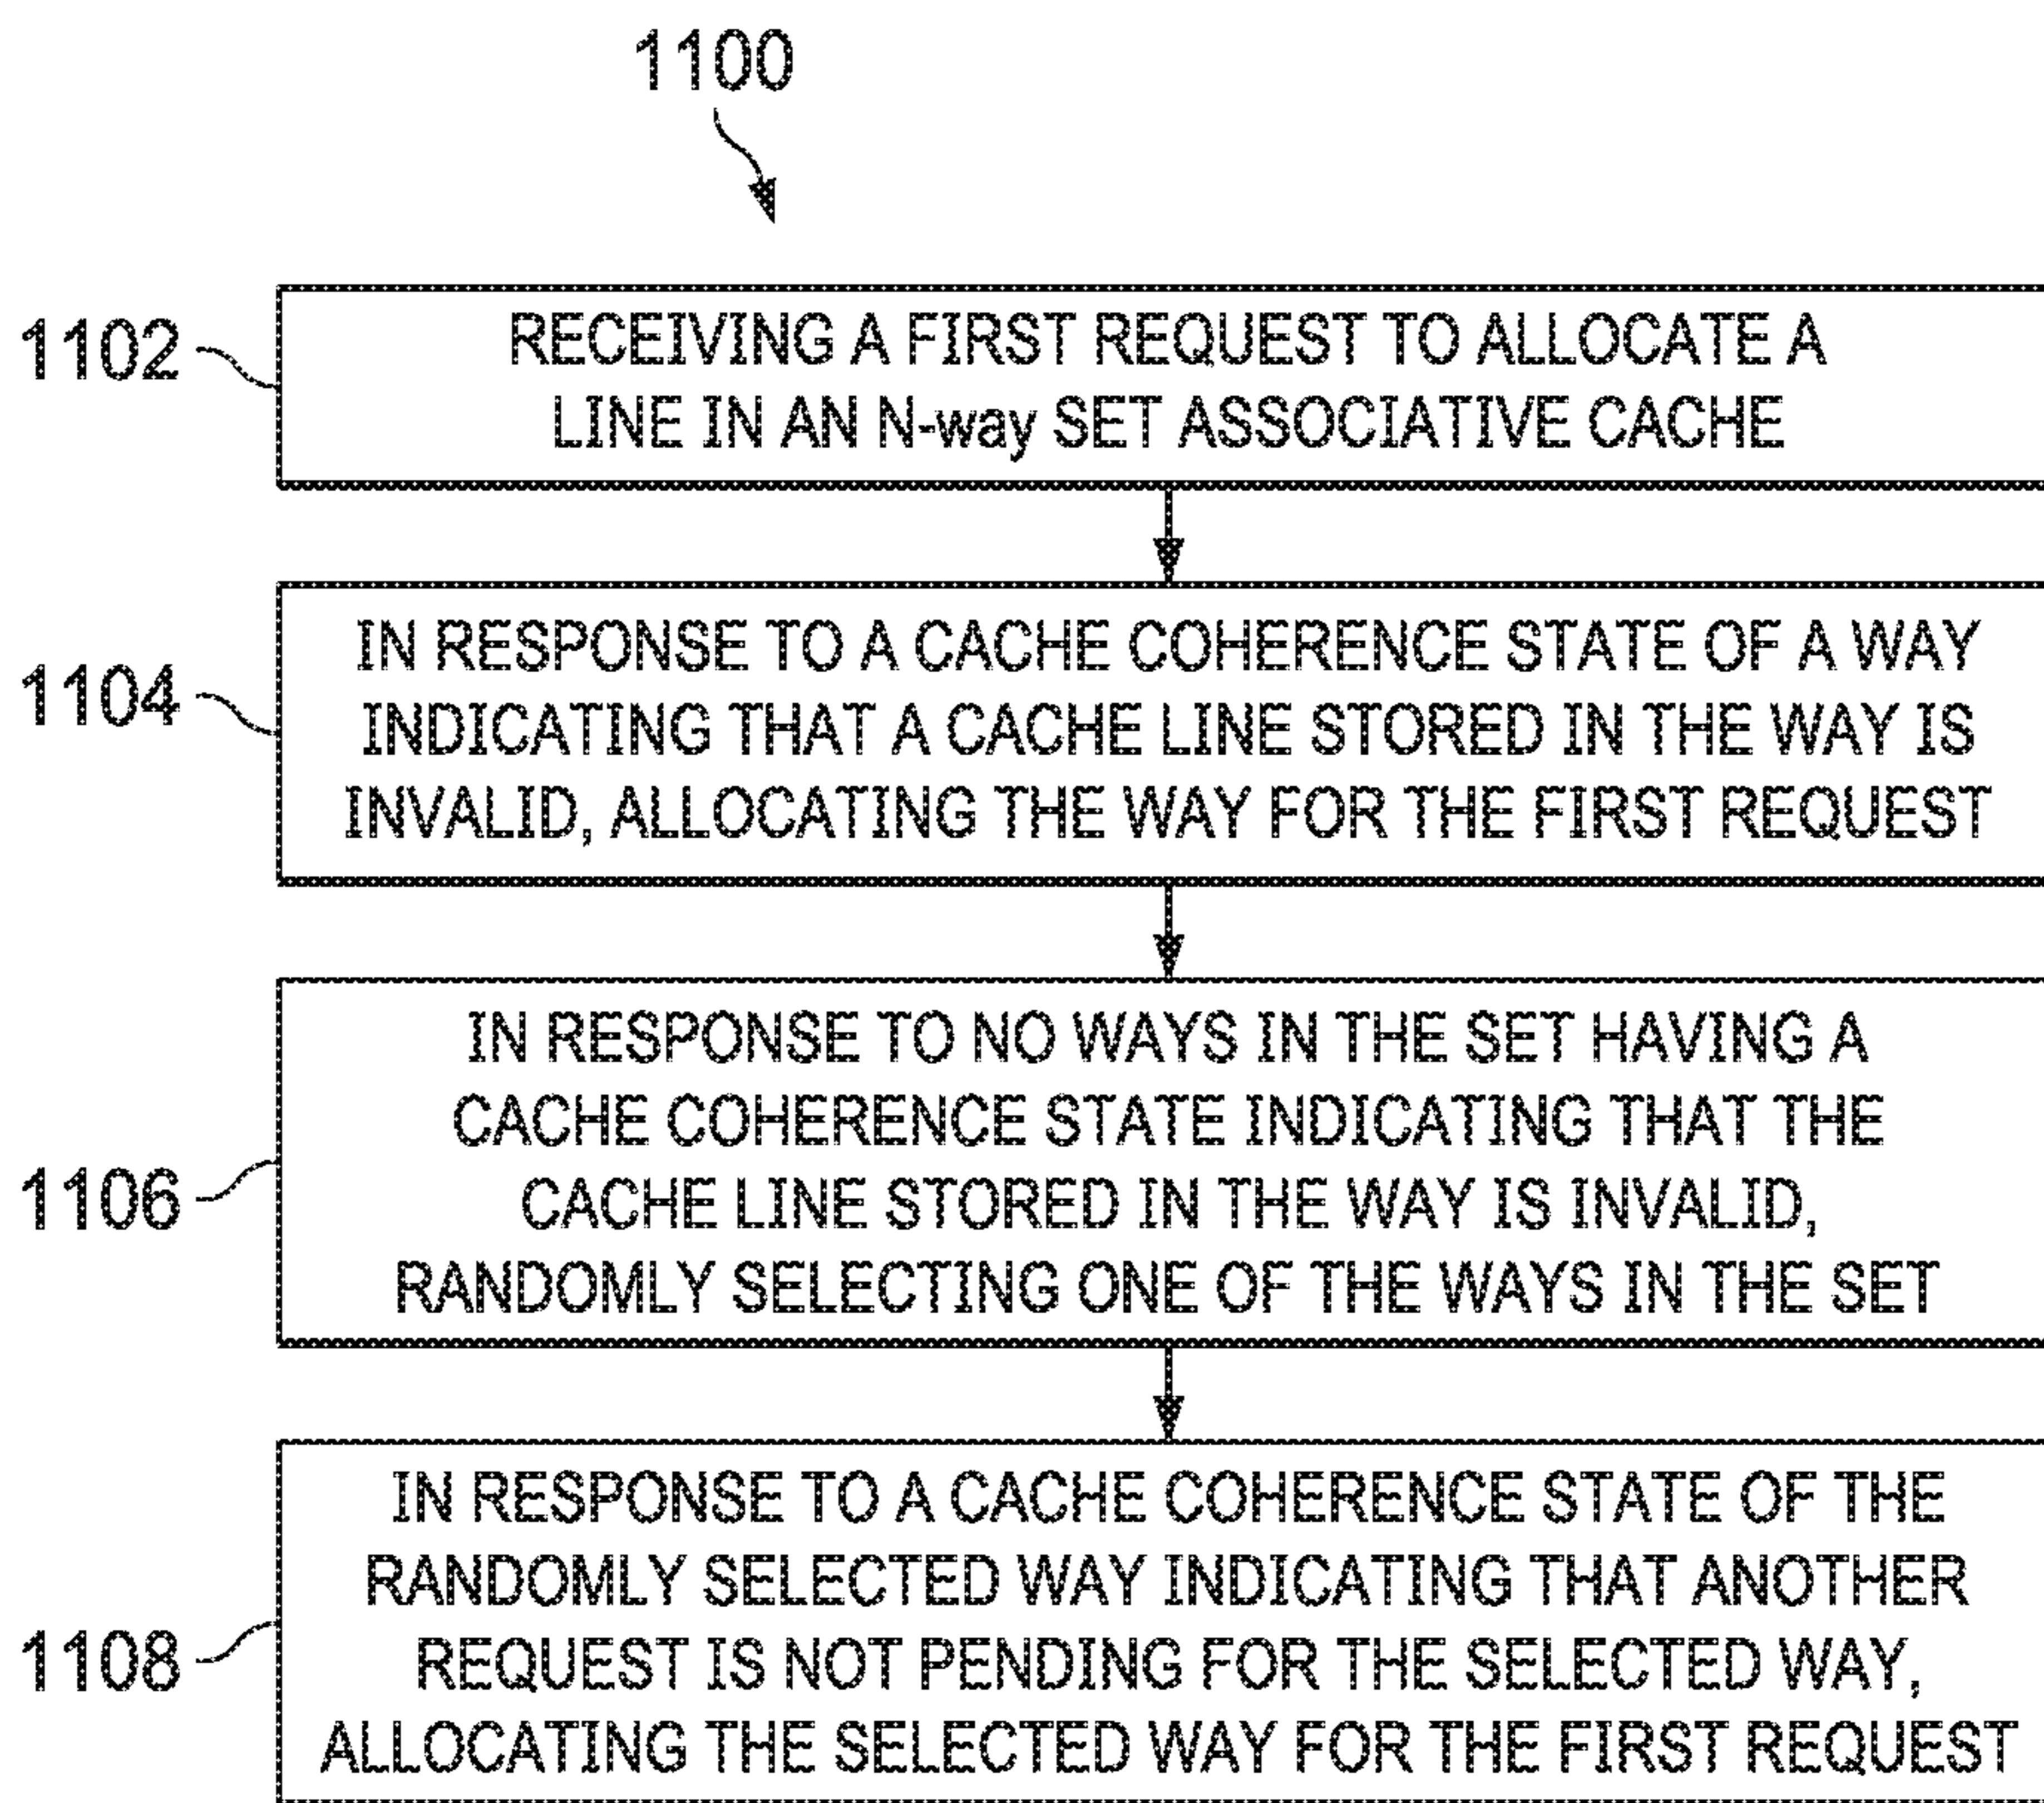 1100
1102
RECEIVING A FIRST REQUEST TO ALLOCATE A
LINE IN AN N-way SET ASSOCIATIVE CACHE
1104
IN RESPONSE TO A CACHE COHERENCE STATE OF A WAY
INDICATING THAT A CACHE LINE STORED IN THE WAY IS
INVALID, ALLOCATING THE WAY FOR THE FIRST REQUEST
1106
IN RESPONSE TO NO WAYS IN THE SET HAVING A
CACHE COHERENCE STATE INDICATING THAT THE
CACHE LINE STORED IN THE WAY IS INVALID,
RANDOMLY SELECTING ONE OF THE WAYS IN THE SET
1108
IN RESPONSE TO A CACHE COHERENCE STATE OF THE
RANDOMLY SELECTED WAY INDICATING THAT ANOTHER
REQUEST IS NOT PENDING FOR THE SELECTED WAY,
ALLOCATING THE SELECTED WAY FOR THE FIRST REQUEST